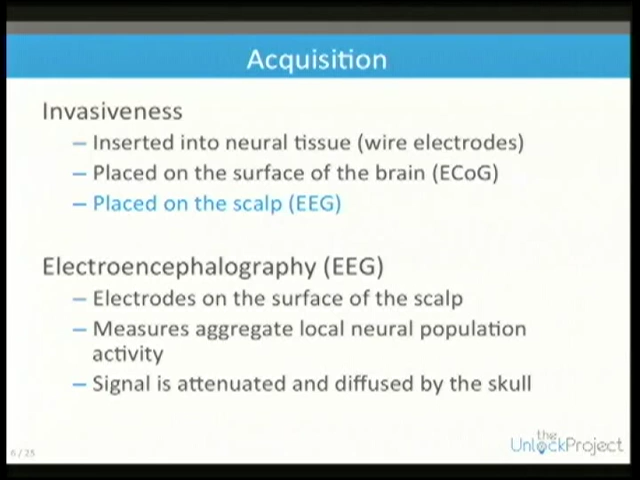 Acquisition
Invasiveness
– Inserted into neural tissue (wire electrodes)
– Placed on the surface of the brain (ECoG)
– Placed on the scalp (EEG)
Electroencephalography (EEG)
– Electrodes on the surface of the scalp
– Measures aggregate local neural population
activity
– Signal is attenuated and diffused by the skull
6 / 25
the
UnlockProject